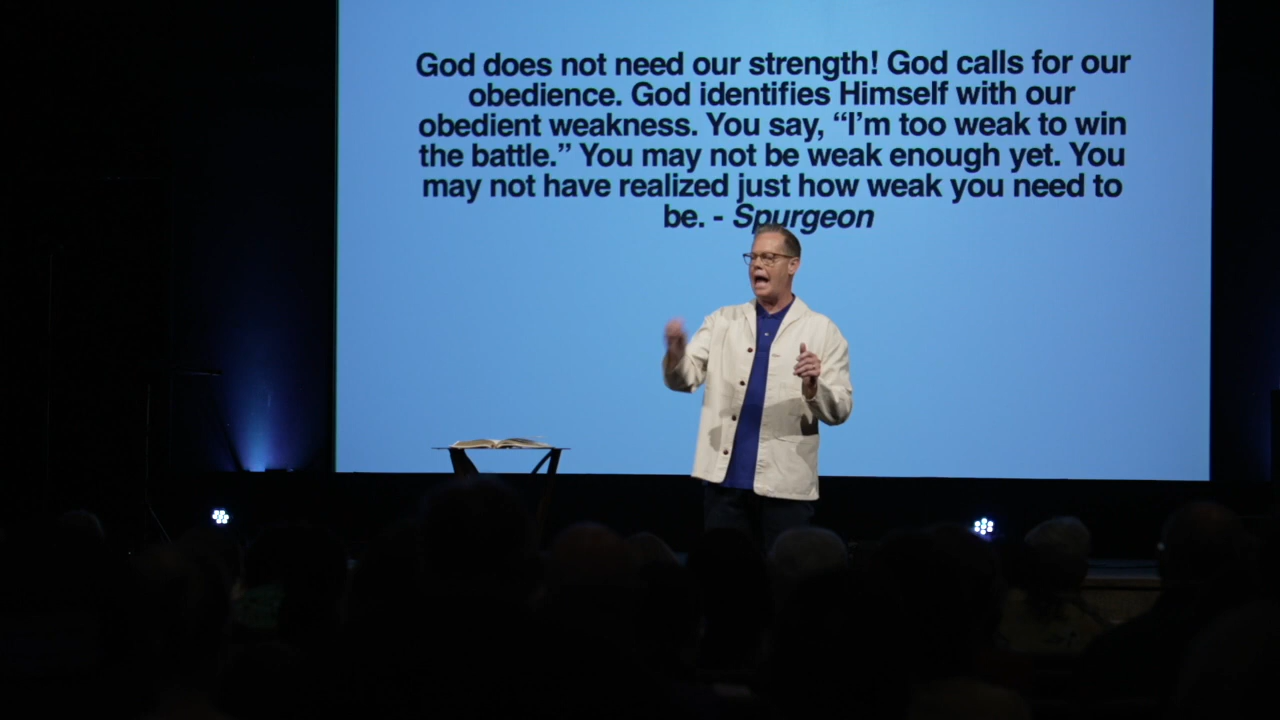 God does not need our strength! God calls for our
obedience. God identifies Himself with our
obedient weakness. You say, “I’m too weak to win
the battle.” You may not be weak enough yet. You
may not have realized just how weak you need to
be. - Spurgeon